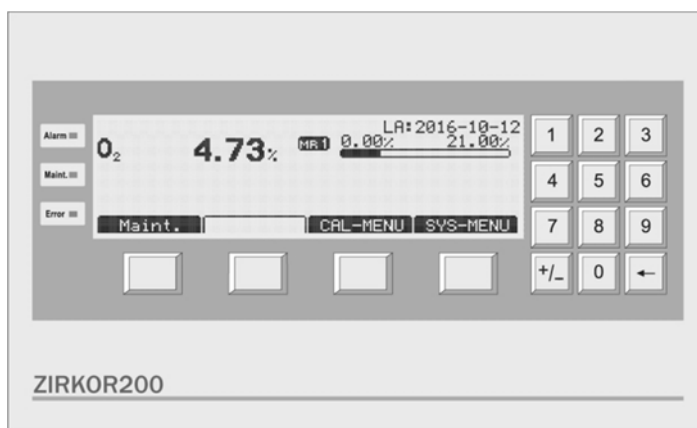 LA:2016-10-12
O₂ 4.73% MR1 0.00% 21.00%
Alarm
Maint.
Error
Maint. CAL-MENU SYS-MENU
1 2 3
4 5 6
7 8 9
+/- 0 ←
ZIRKOR200